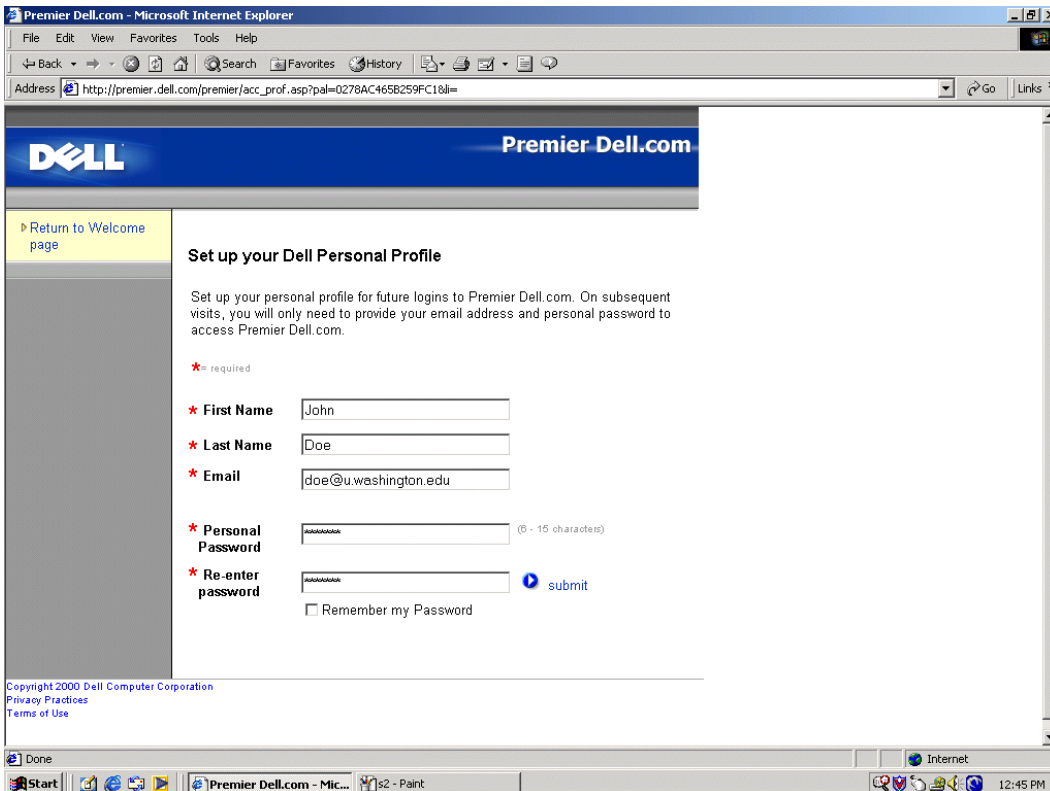 Premier Dell.com - Microsoft Internet Explorer
File Edit View Favorites Tools Help
Back Search Favorites History
Address http://premier.dell.com/premier/acc_prof.asp?pal=0278AC465B259FC18&li= Go Links
DELL
Premier Dell.com
Return to Welcome
page
Set up your Dell Personal Profile
Set up your personal profile for future logins to Premier Dell.com. On subsequent
visits, you will only need to provide your email address and personal password to
access Premier Dell.com.
*= required
* First Name John
* Last Name Doe
* Email doe@u.washington.edu
* Personal
Password ******* (6 - 15 characters)
* Re-enter
password ******* submit
Remember my Password
Copyright 2000 Dell Computer Corporation
Privacy Practices
Terms of Use
Done Internet
Start Premier Dell.com - Mic... s2 - Paint 12:45 PM